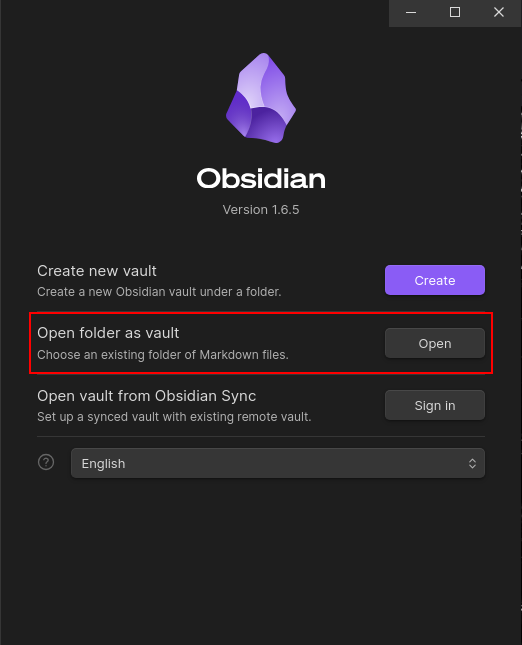 Obsidian
Version 1.6.5
Create new vault
Create a new Obsidian vault under a folder.
Create
Open folder as vault
Choose an existing folder of Markdown files.
Open
Open vault from Obsidian Sync
Set up a synced vault with existing remote vault.
Sign in
?
English